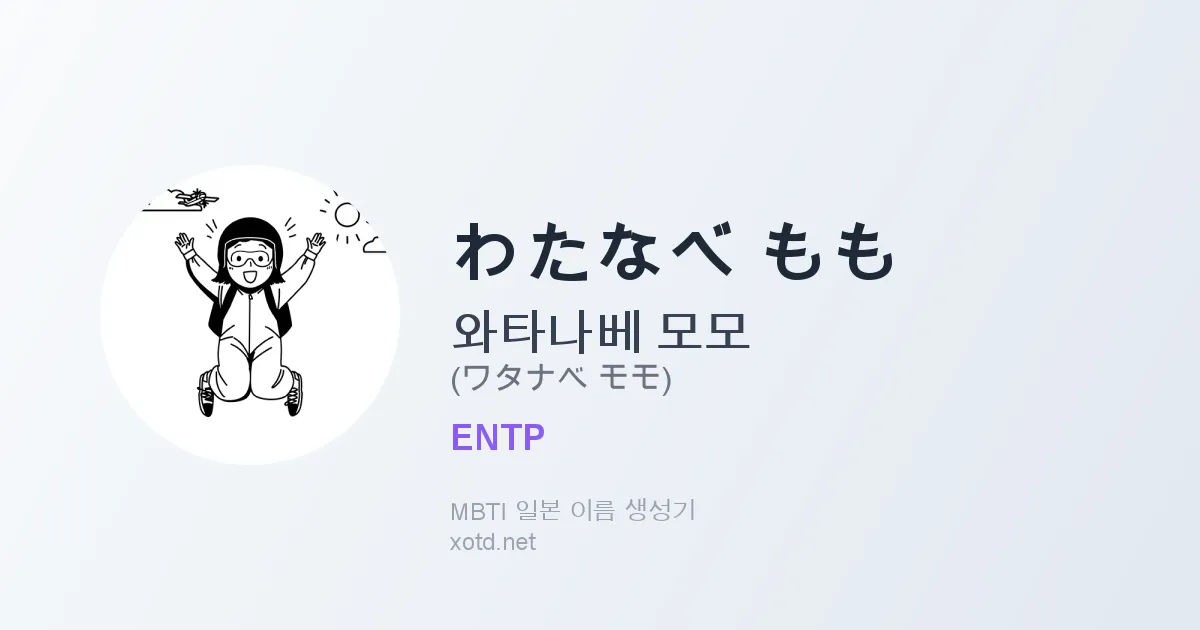 わたなべ もも
와타나베 모모
(ワタナベ モモ)
ENTP
MBTI 일본 이름 생성기
xotd.net